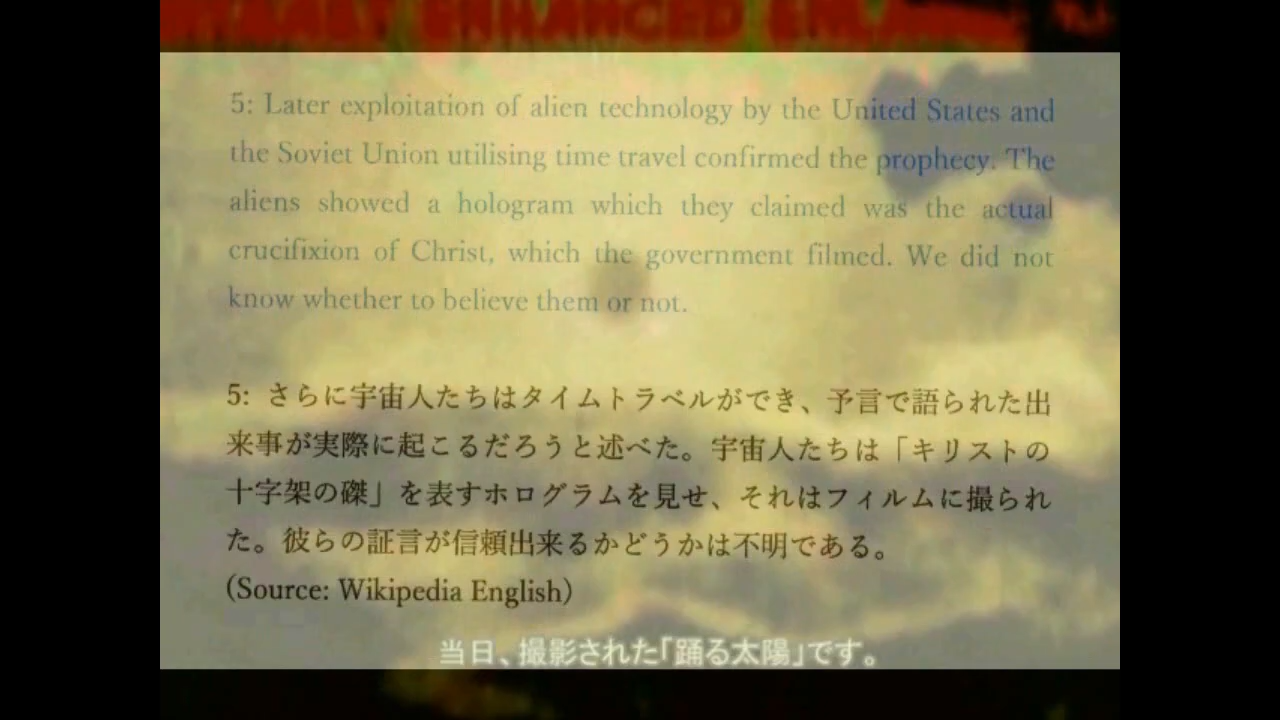 ENHANCED
5: Later exploitation of alien technology by the United States and
the Soviet Union utilising time travel confirmed the prophecy. The
aliens showed a hologram which they claimed was the actual
crucifixion of Christ, which the government filmed. We did not
know whether to believe them or not.
5: さらに宇宙人たちはタイムトラベルができ、予言で語られた出
来事が実際に起こるだろうと述べた。宇宙人たちは「キリストの
十字架の磔」を表すホログラムを見せ、それはフィルムに撮られ
た。彼らの証言が信頼出来るかどうかは不明である。
(Source: Wikipedia English)
当日、撮影された「踊る太陽」です。